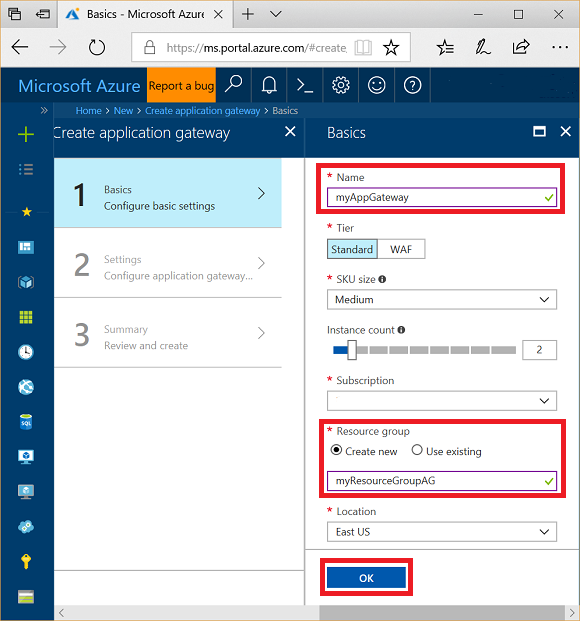 Basics - Microsoft Azure
https://ms.portal.azure.com/#create
Microsoft Azure
Report a bug
Home > New > Create application gateway > Basics
Create application gateway
1
Basics
Configure basic settings
2
Settings
Configure application gateway...
3
Summary
Review and create
Basics
* Name
myAppGateway
* Tier
Standard WAF
* SKU size
Medium
Instance count
2
* Subscription
* Resource group
Create new Use existing
myResourceGroupAG
* Location
East US
OK
SQL